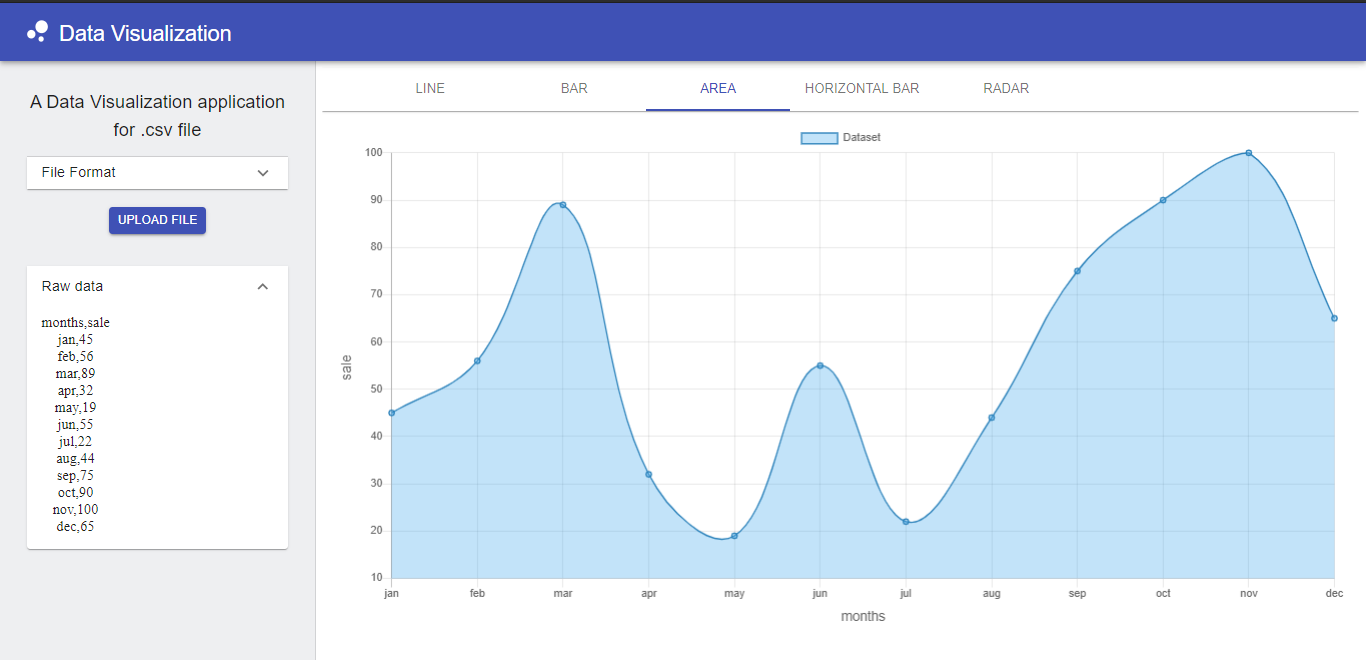 Data Visualization
A Data Visualization application
for .csv file
File Format
UPLOAD FILE
Raw data
months,sale
jan,45
feb,56
mar,89
apr,32
may,19
jun,55
jul,22
aug,44
sep,75
oct,90
nov,100
dec,65
LINE BAR AREA HORIZONTAL BAR RADAR
Dataset
100
90
80
70
60
50
40
30
20
10
sale
jan feb mar apr may jun jul aug sep oct nov dec
months